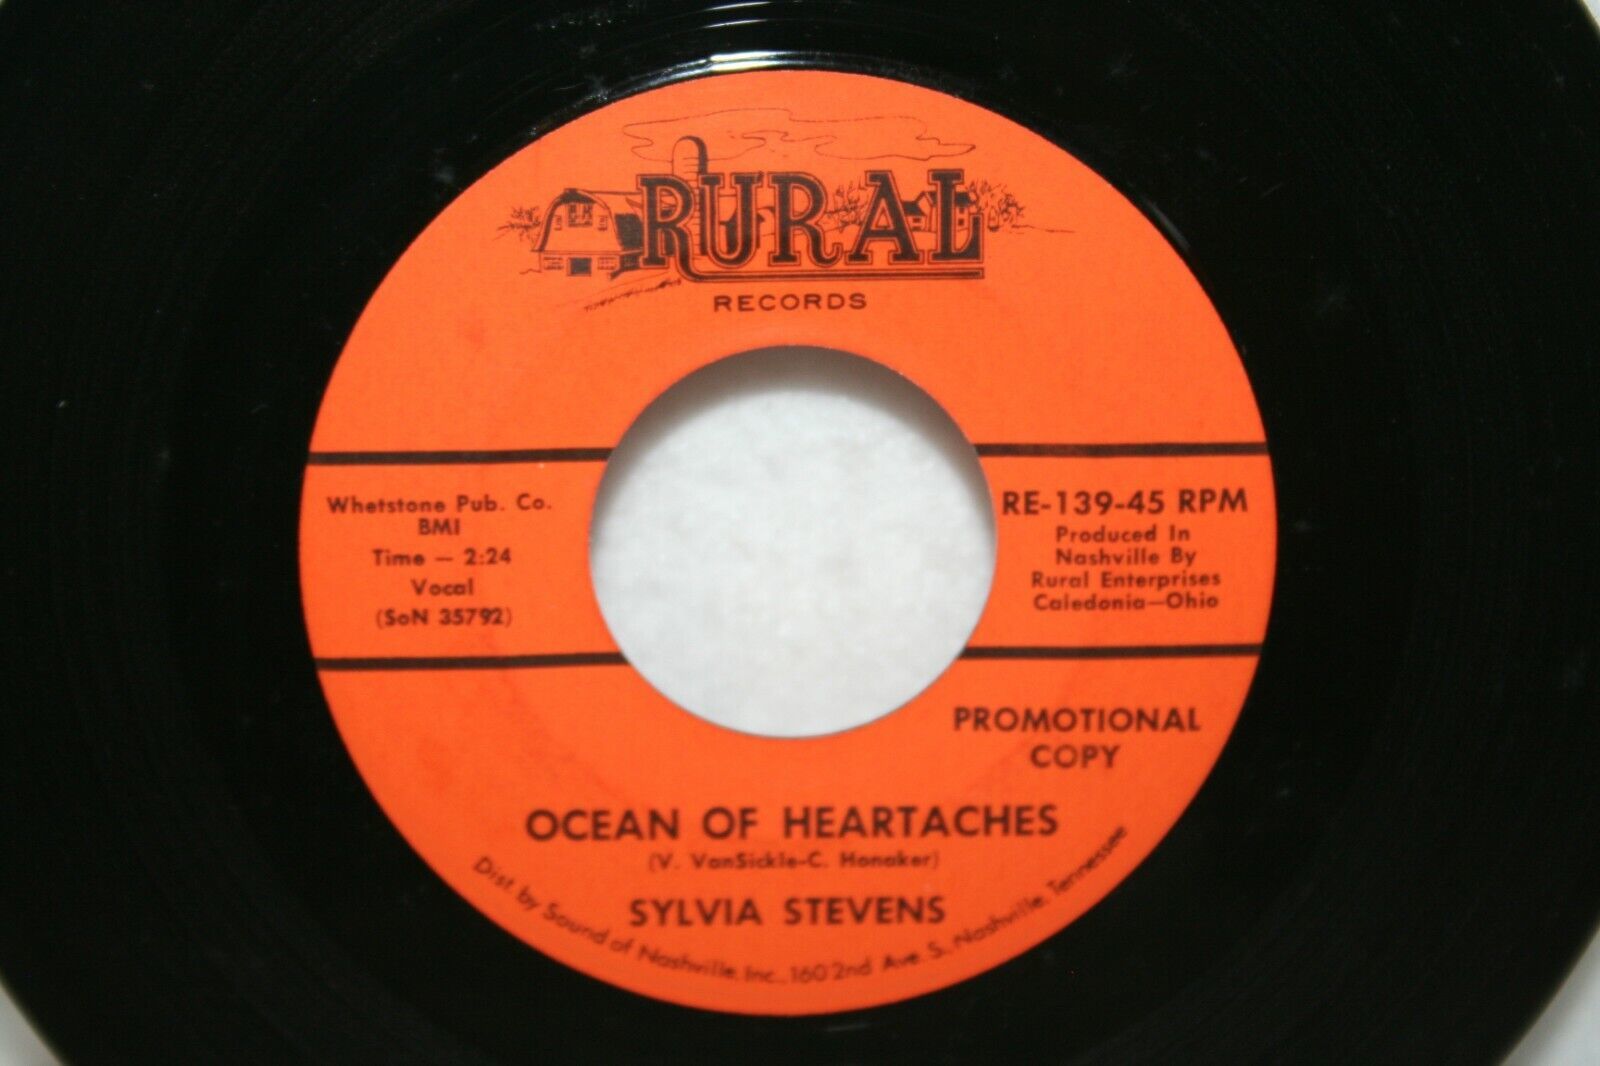 RURAL
RECORDS
Whetstone Pub. Co.
BMI
Time — 2:24
Vocal
(SoN 35792)
RE-139-45 RPM
Produced In
Nashville By
Rural Enterprises
Caledonia—Ohio
PROMOTIONAL
COPY
OCEAN OF HEARTACHES
(V. VanSickle-C. Honaker)
SYLVIA STEVENS
Dist. by Sound of Nashville, Inc., 160 2nd Ave. S. Nashville, Tennessee